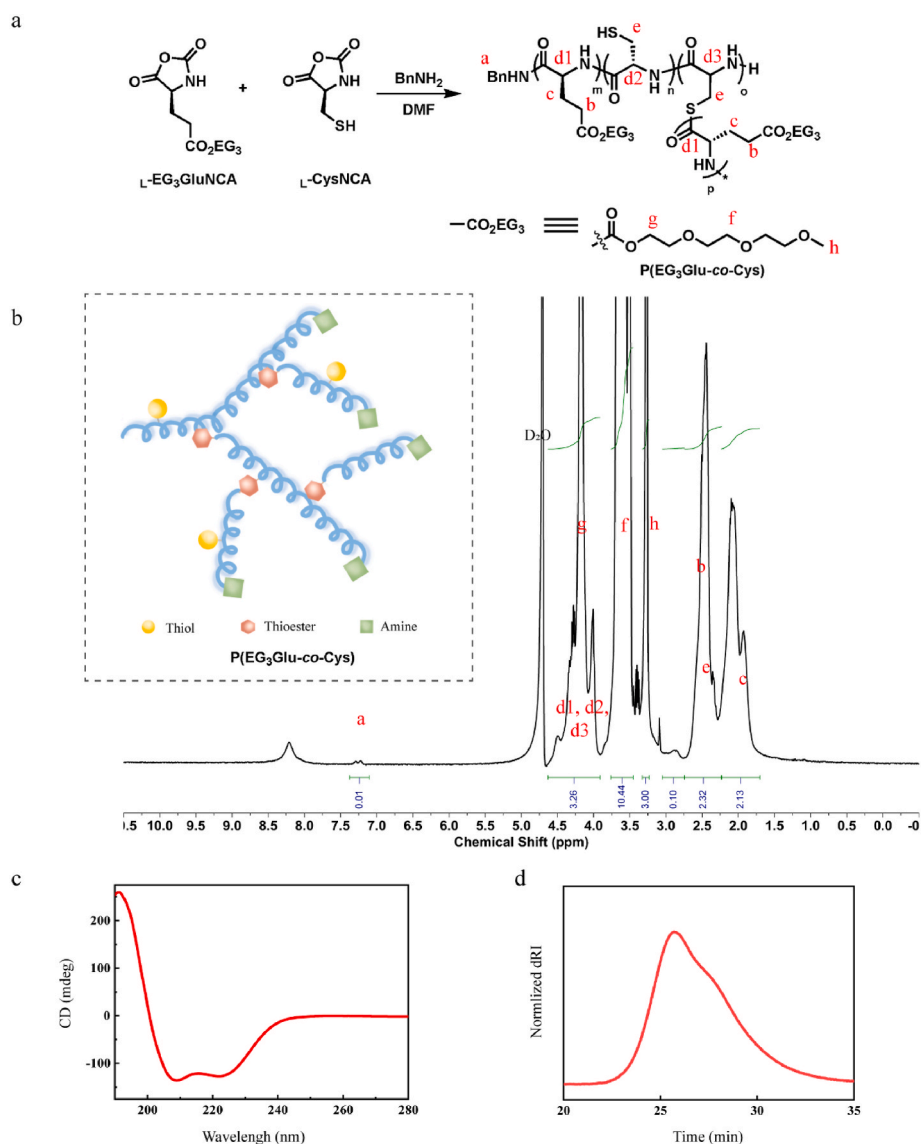 a
O O O NH CO₂EG₃
L-EG₃GluNCA
+
O O O NH SH
L-CysNCA
BnNH₂
DMF
a BnHN O d1 H N m c b CO₂EG₃
HS e O d2 N H n
O d3 H N H o e S
O d1 c CO₂EG₃ b HN p *
—CO₂EG₃
O O g O f O O h
P(EG₃Glu-co-Cys)
b
Thiol Thioester Amine
P(EG₃Glu-co-Cys)
D₂O
g f h b e c
d1, d2,
d3
a
0.01 3.26 10.44 3.00 0.10 2.32 2.13
.5 10.0 9.5 9.0 8.5 8.0 7.5 7.0 6.5 6.0 5.5 5.0 4.5 4.0 3.5 3.0 2.5 2.0 1.5 1.0 0.5 0.0 -0
Chemical Shift (ppm)
c
CD (mdeg)
200
100
0
-100
200 220 240 260 280
Wavelengh (nm)
d
Normlized dRI
20 25 30 35
Time (min)